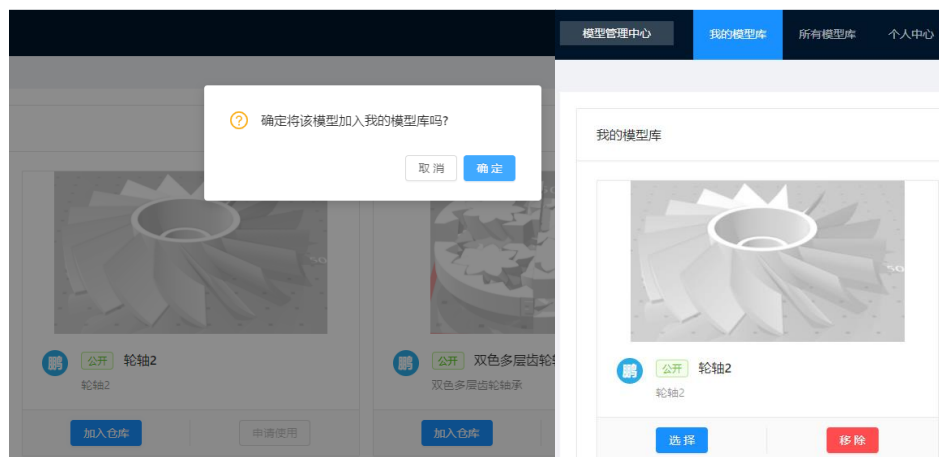 模型管理中心
我的模型库
所有模型库
个人中心
确定将该模型加入我的模型库吗?
取 消
确 定
公开
轮轴2
轮轴2
加入仓库
申请使用
鹏
公开
双色多层齿轮
双色多层齿轮轴承
加入仓库
鹏
我的模型库
鹏
公开
轮轴2
轮轴2
选 择
移 除